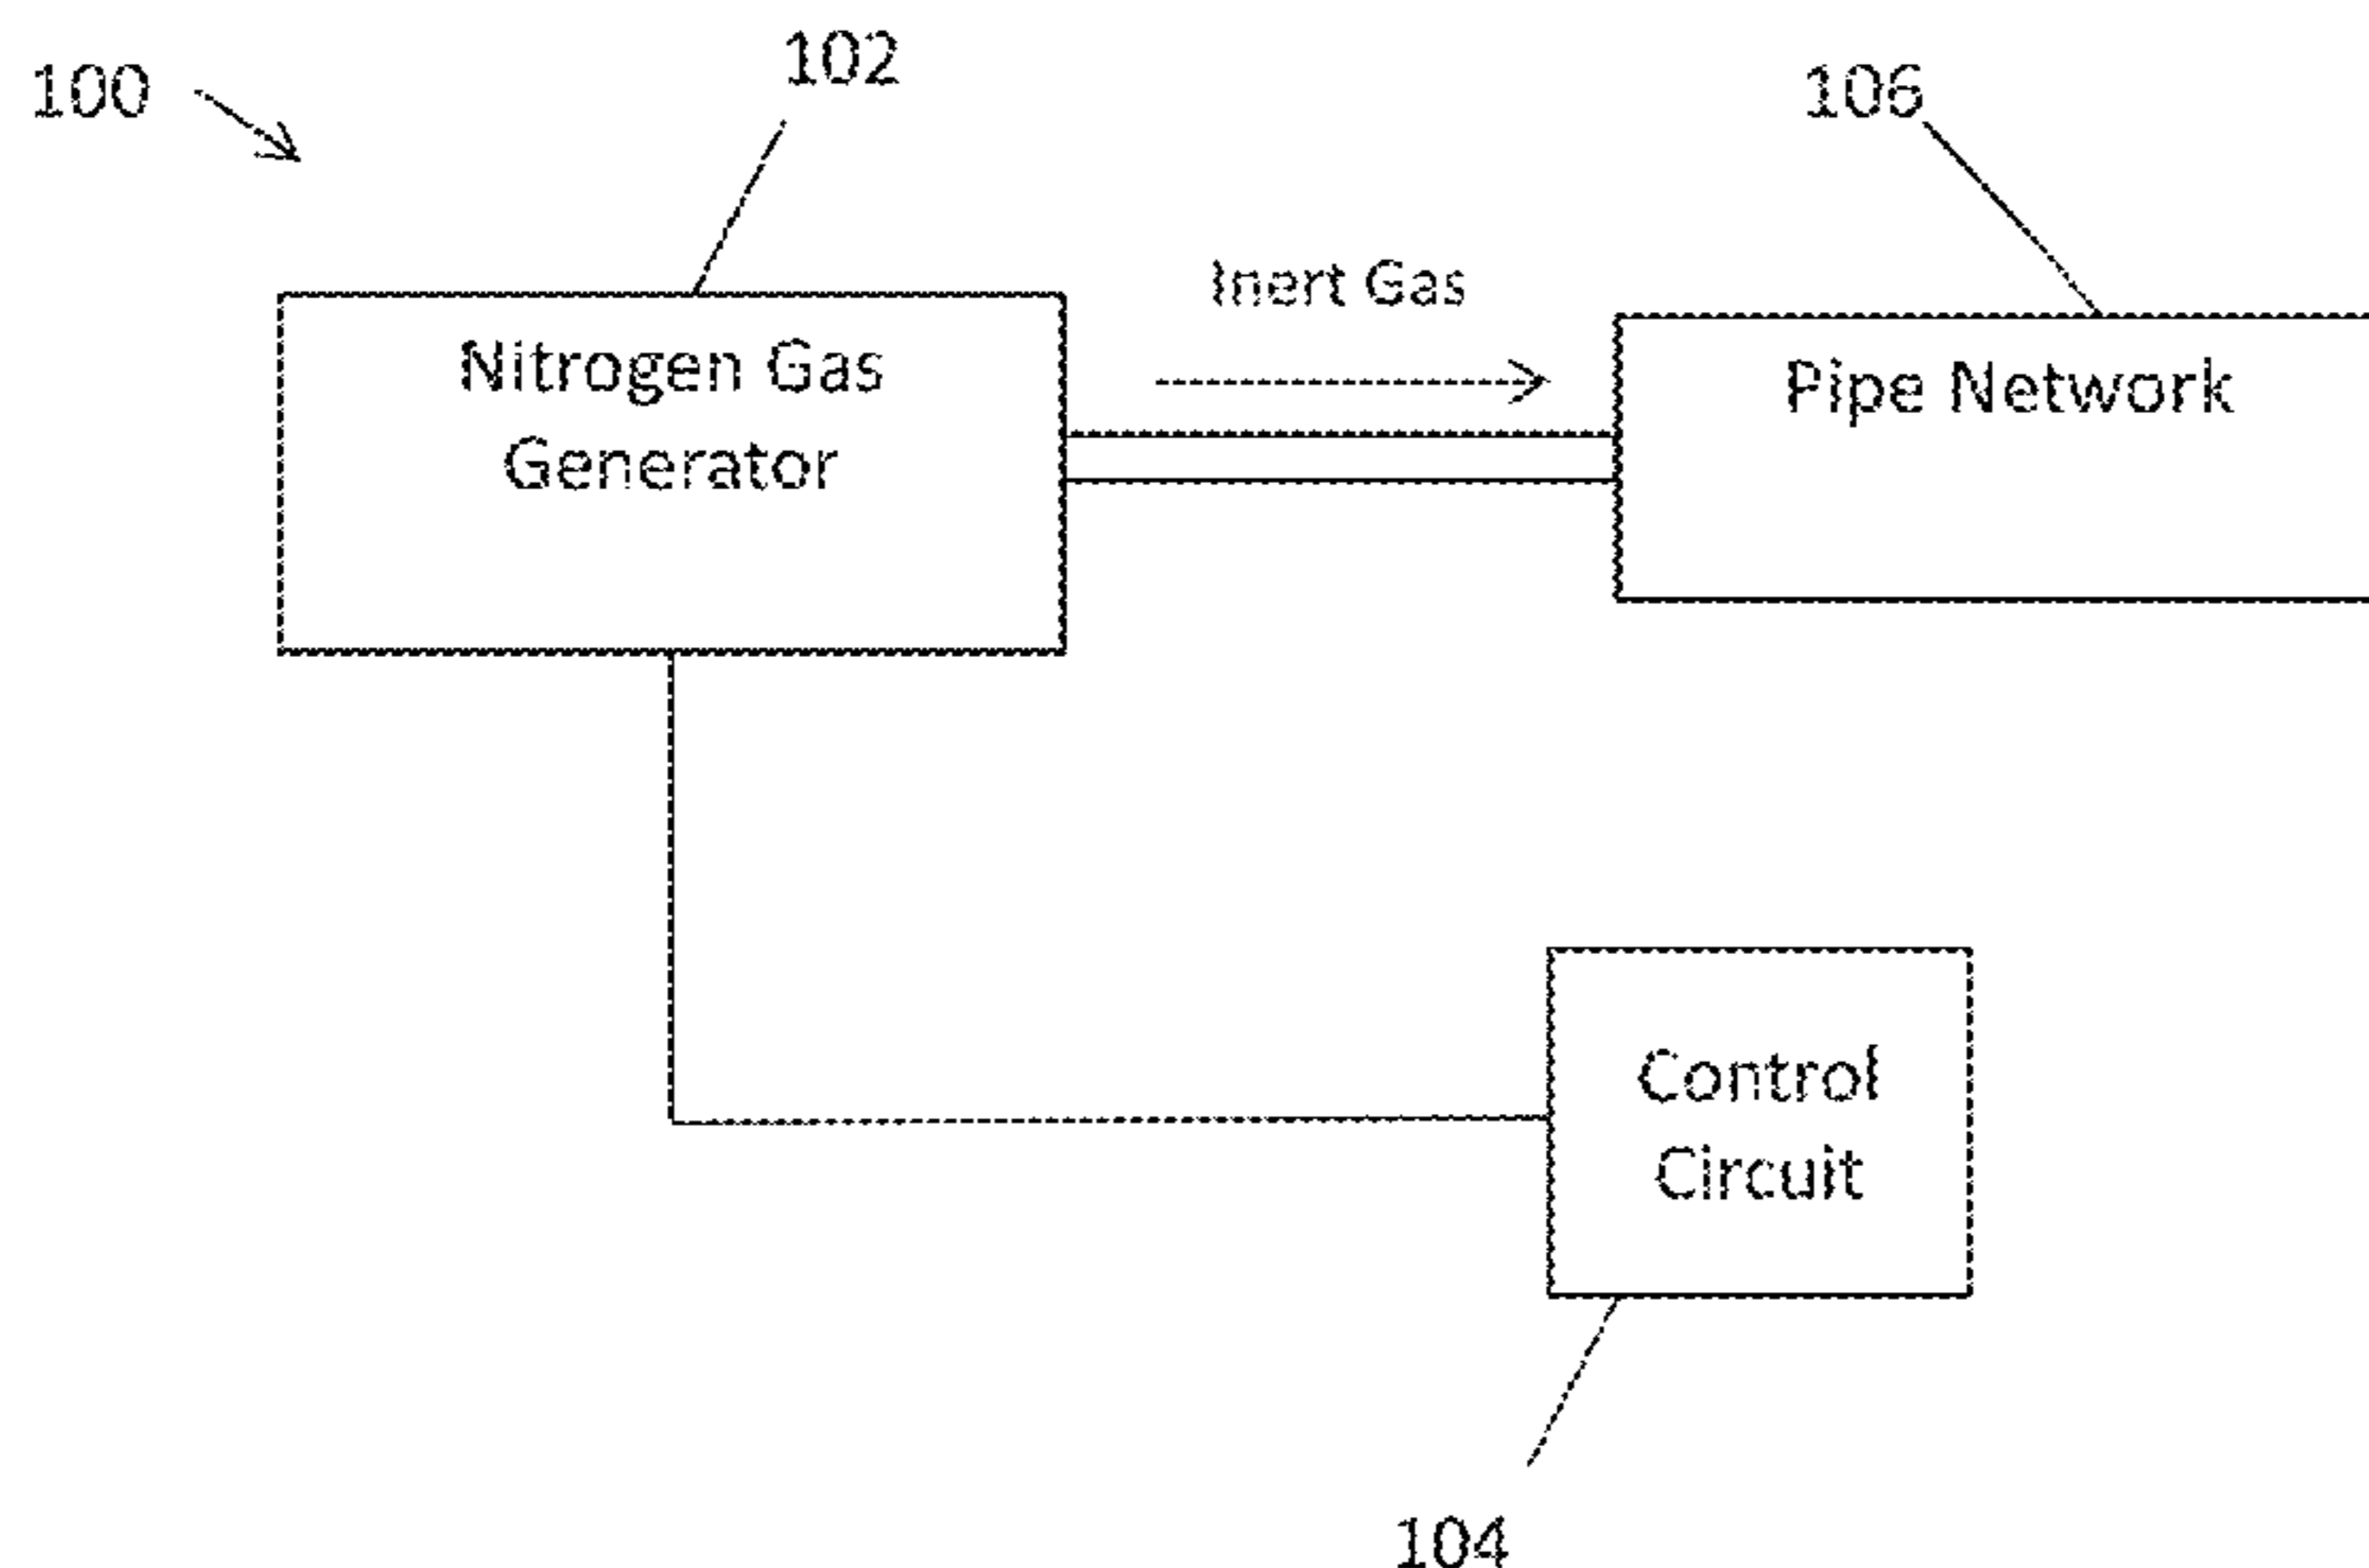 100
102
106
Inert Gas
Nitrogen Gas
Generator
Pipe Network
Control
Circuit
104